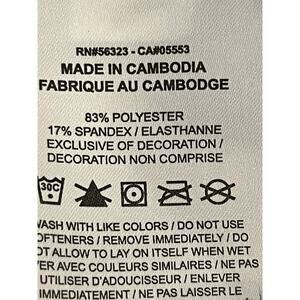 RN#56323 - CA#05553
MADE IN CAMBODIA
FABRIQUE AU CAMBODGE
83% POLYESTER
17% SPANDEX / ELASTHANNE
EXCLUSIVE OF DECORATION /
DECORATION NON COMPRISE
30C
WASH WITH LIKE COLORS / DO NOT USE
SOFTENERS / REMOVE IMMEDIATELY / DO
NOT ALLOW TO LAY ON ITSELF WHEN WET
VER AVEC COULEURS SIMILAIRES / NE PAS
UTILISER D'ADOUCISSEUR / ENLEVER
IMMEDIATEMENT / NE PAS LAISSER LE